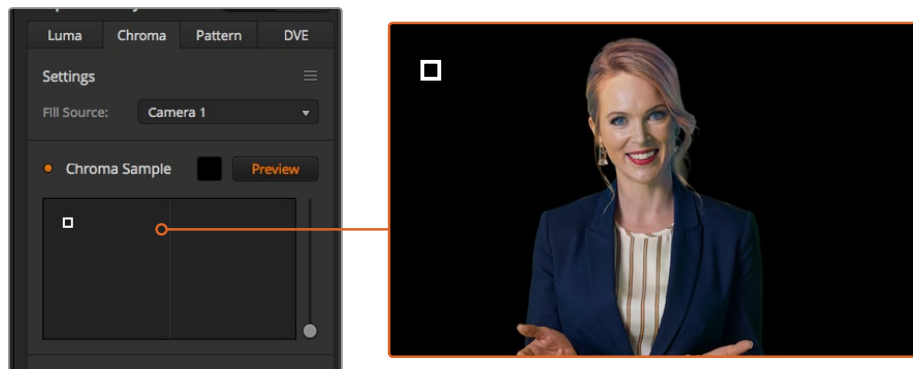 Luma Chroma Pattern DVE
Settings
Fill Source: Camera 1
Chroma Sample Preview